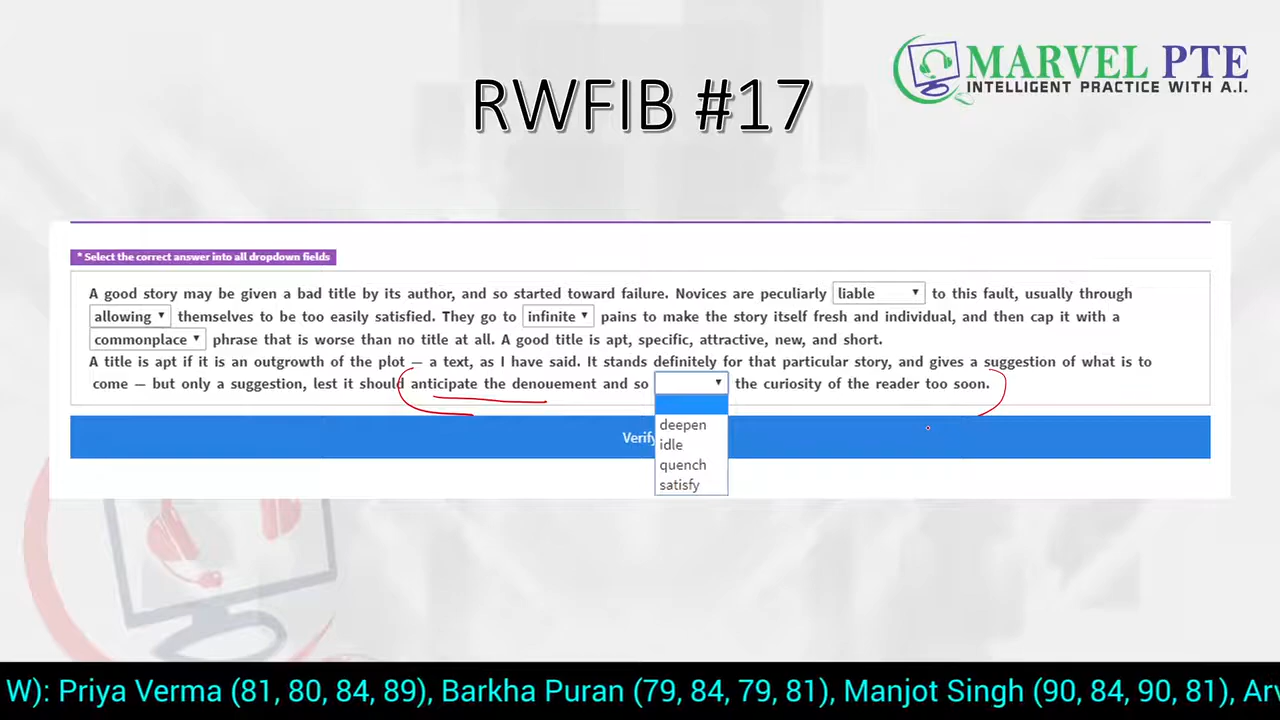 MARVEL PTE
INTELLIGENT PRACTICE WITH A.I.
RWFIB #17
* Select the correct answer into all dropdown fields
A good story may be given a bad title by its author, and so started toward failure. Novices are peculiarly liable to this fault, usually through
allowing themselves to be too easily satisfied. They go to infinite pains to make the story itself fresh and individual, and then cap it with a
commonplace phrase that is worse than no title at all. A good title is apt, specific, attractive, new, and short.
A title is apt if it is an outgrowth of the plot — a text, as I have said. It stands definitely for that particular story, and gives a suggestion of what is to
come — but only a suggestion, lest it should anticipate the denouement and so the curiosity of the reader too soon.
deepen
idle
quench
satisfy
Verify
W): Priya Verma (81, 80, 84, 89), Barkha Puran (79, 84, 79, 81), Manjot Singh (90, 84, 90, 81),